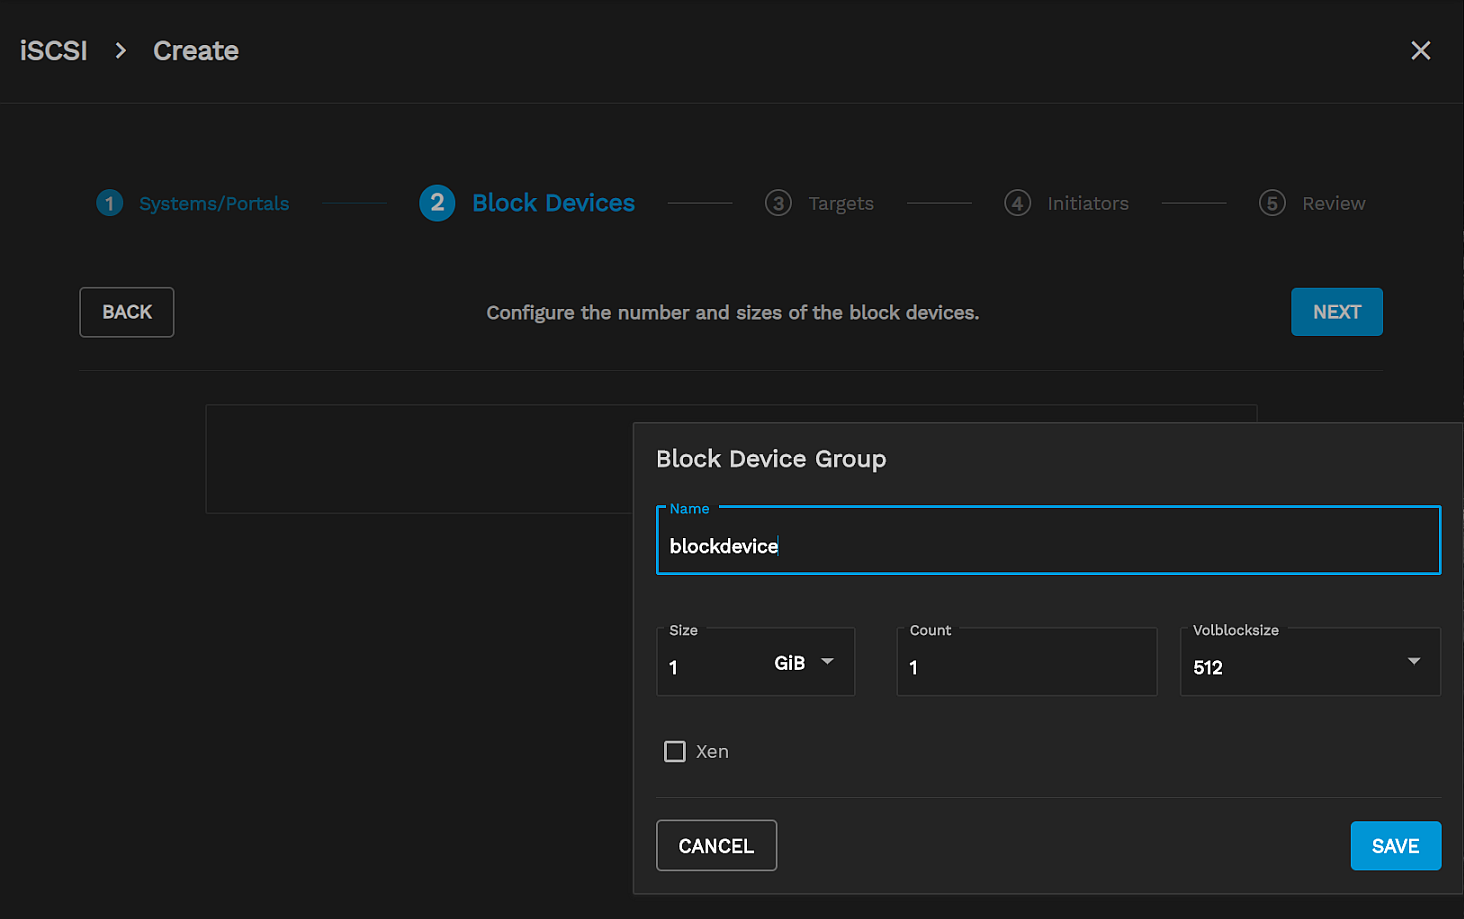 iSCSI > Create
1 Systems/Portals 2 Block Devices 3 Targets 4 Initiators 5 Review
BACK Configure the number and sizes of the block devices. NEXT
Block Device Group
Name
blockdevice
Size Count Volblocksize
1 GiB 1 512
Xen
CANCEL SAVE